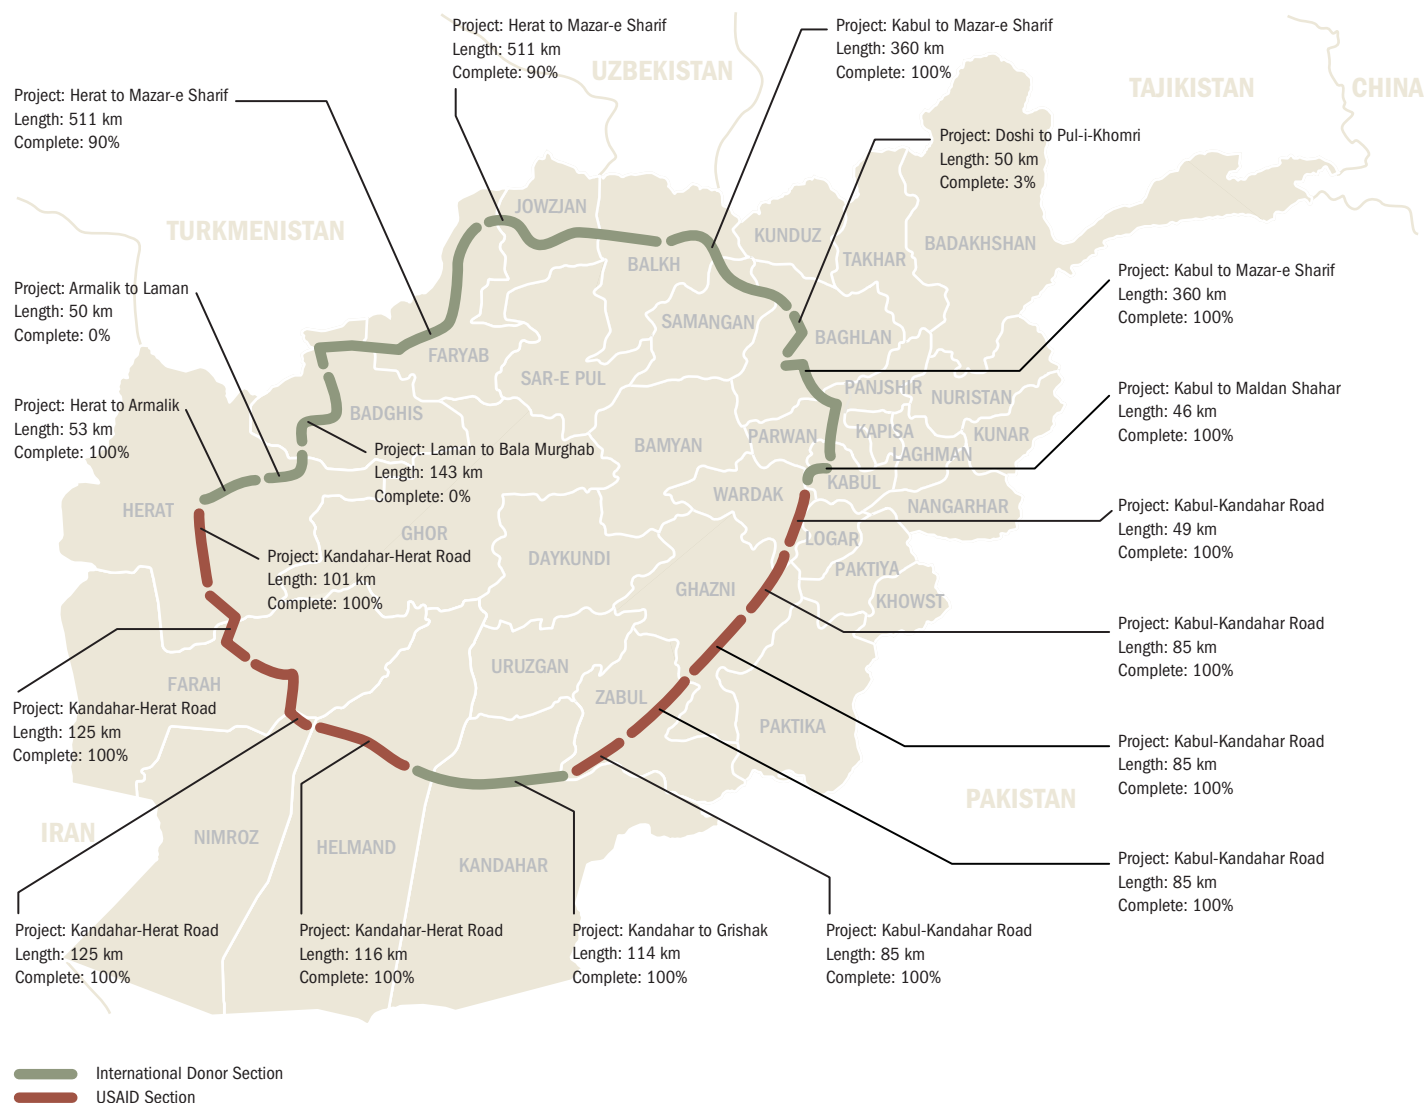 Project: Herat to Mazar-e Sharif
Length: 511 km
Complete: 90%
Project: Kabul to Mazar-e Sharif
Length: 360 km
Complete: 100%
UZBEKISTAN
TAJIKISTAN
CHINA
Project: Herat to Mazar-e Sharif
Length: 511 km
Complete: 90%
Project: Doshi to Pul-i-Khomri
Length: 50 km
Complete: 3%
TURKMENISTAN
JOWZJAN
KUNDUZ
BADAKHSHAN
TAKHAR
BALKH
Project: Armalik to Laman
Length: 50 km
Complete: 0%
Project: Kabul to Mazar-e Sharif
Length: 360 km
Complete: 100%
SAMANGAN
BAGHLAN
FARYAB
SAR-E PUL
PANJSHIR
NURISTAN
Project: Herat to Armalik
Length: 53 km
Complete: 100%
BADGHIS
Project: Kabul to Maldan Shahar
Length: 46 km
Complete: 100%
BAMYAN
PARWAN
KAPISA
KUNAR
LAGHMAN
Project: Laman to Bala Murghab
Length: 143 km
Complete: 0%
KABUL
WARDAK
HERAT
NANGARHAR
Project: Kabul-Kandahar Road
Length: 49 km
Complete: 100%
GHOR
LOGAR
DAYKUNDI
Project: Kandahar-Herat Road
Length: 101 km
Complete: 100%
PAKTIYA
GHAZNI
KHOWST
Project: Kabul-Kandahar Road
Length: 85 km
Complete: 100%
URUZGAN
FARAH
ZABUL
Project: Kandahar-Herat Road
Length: 125 km
Complete: 100%
PAKTIKA
Project: Kabul-Kandahar Road
Length: 85 km
Complete: 100%
PAKISTAN
IRAN
NIMROZ
HELMAND
KANDAHAR
Project: Kabul-Kandahar Road
Length: 85 km
Complete: 100%
Project: Kandahar-Herat Road
Length: 125 km
Complete: 100%
Project: Kandahar-Herat Road
Length: 116 km
Complete: 100%
Project: Kandahar to Grishak
Length: 114 km
Complete: 100%
Project: Kabul-Kandahar Road
Length: 85 km
Complete: 100%
International Donor Section
USAID Section